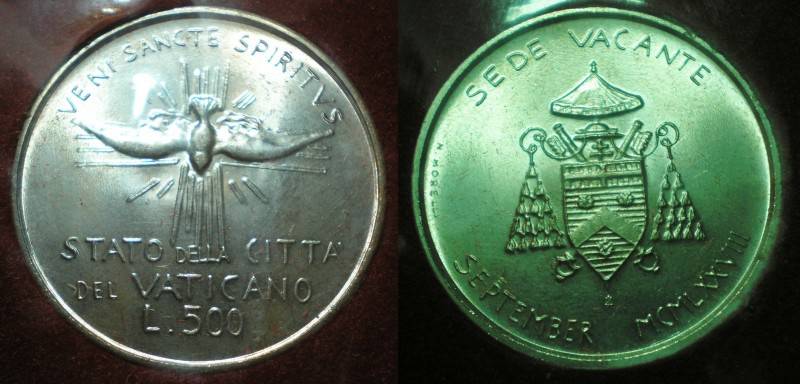 VENI SANCTE SPIRITVS
STATO DELLA CITTA'
DEL VATICANO
L.500
SEDE VACANTE
SEPTEMBER MCMLXXVIII